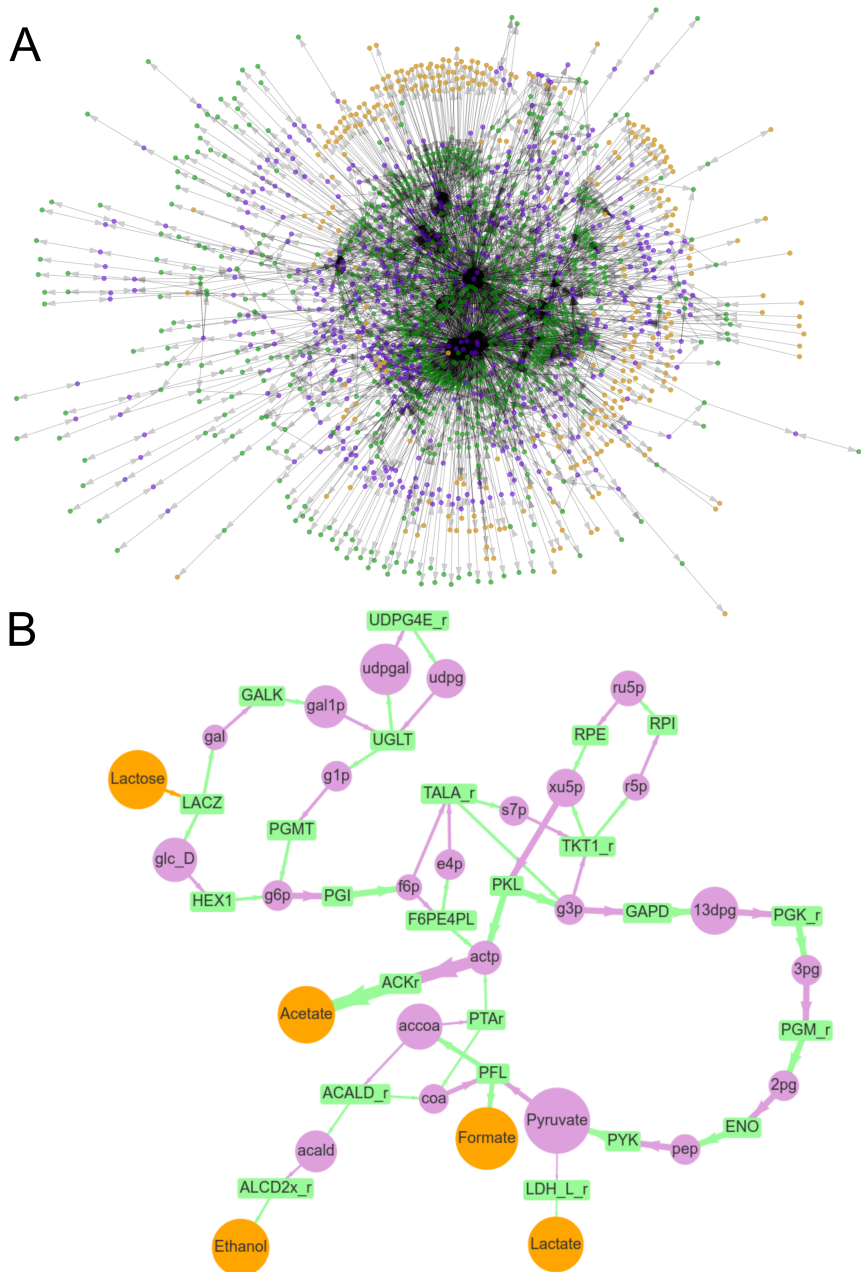 A
B
UDPG4E_r
udpgal
udpg
GALK
gal1p
gal
UGLT
ru5p
RPI
RPE
Lactose
LACZ
g1p
TALA_r
xu5p
r5p
s7p
PGMT
TKT1_r
glc_D
e4p
HEX1
g6p
PGI
f6p
PKL
g3p
GAPD
13dpg
PGK_r
F6PE4PL
actp
3pg
ACKr
Acetate
accoa
PTAr
PGM_r
PFL
2pg
ACALD_r
coa
Pyruvate
ENO
Formate
PYK
pep
acald
ALCD2x_r
LDH_L_r
Ethanol
Lactate